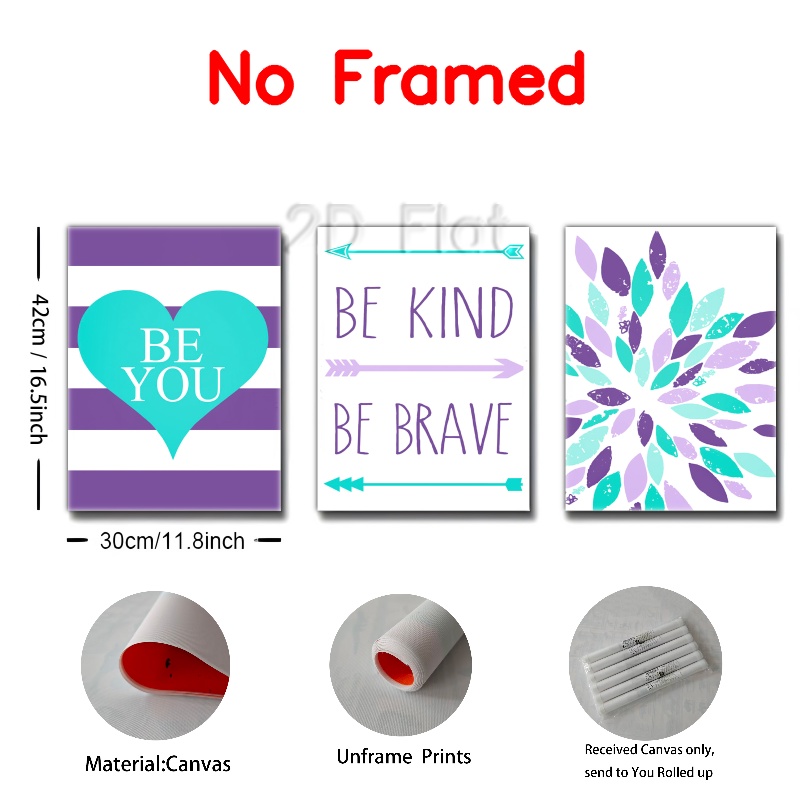 No Framed
2D Flat
42cm / 16.5inch
BE
YOU
BE KIND
BE BRAVE
30cm/11.8inch
Material:Canvas
Unframe Prints
Received Canvas only,
send to You Rolled up